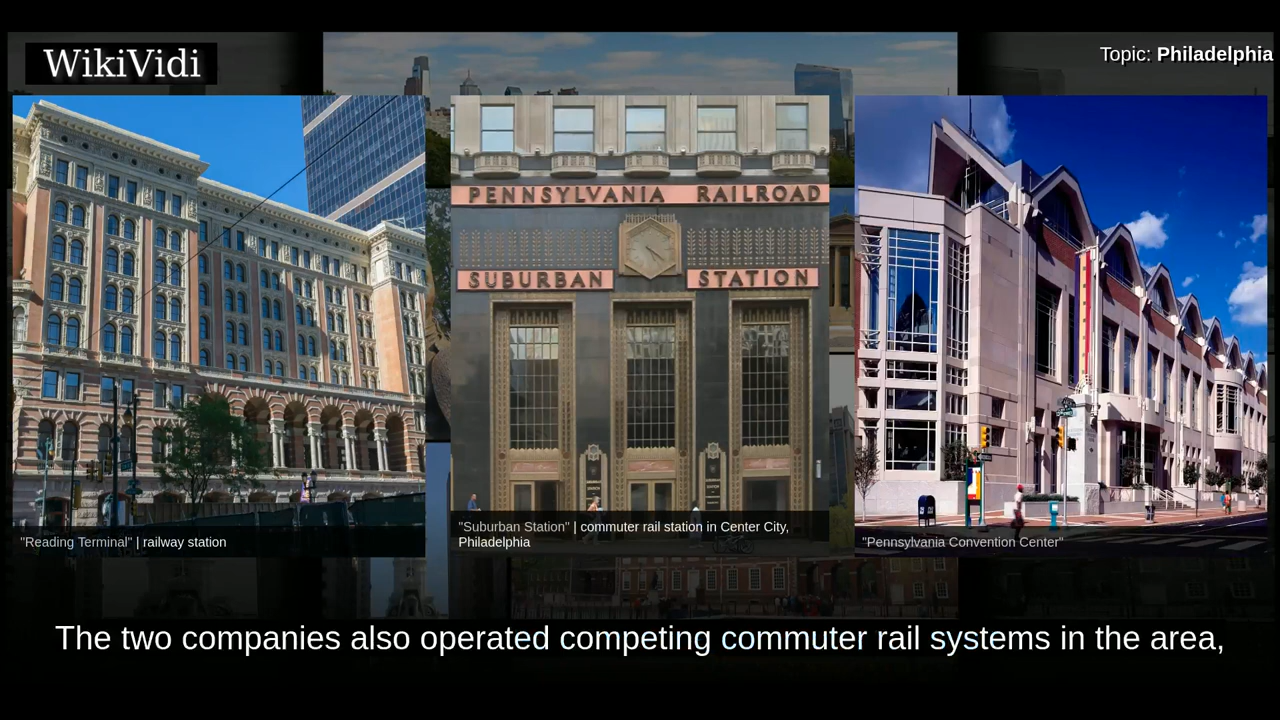 WikiVidi
Topic: Philadelphia
PENNSYLVANIA RAILROAD
SUBURBAN STATION
"Reading Terminal" | railway station
"Suburban Station" | commuter rail station in Center City,
Philadelphia
"Pennsylvania Convention Center"
The two companies also operated competing commuter rail systems in the area,